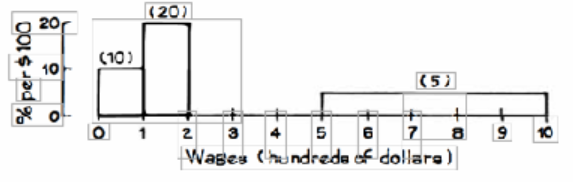 (20)
20
(10)
(5)
10
0
% per $100
0 1 2 3 4 5 6 7 8 9 10
Wages (hundreds of dollars)